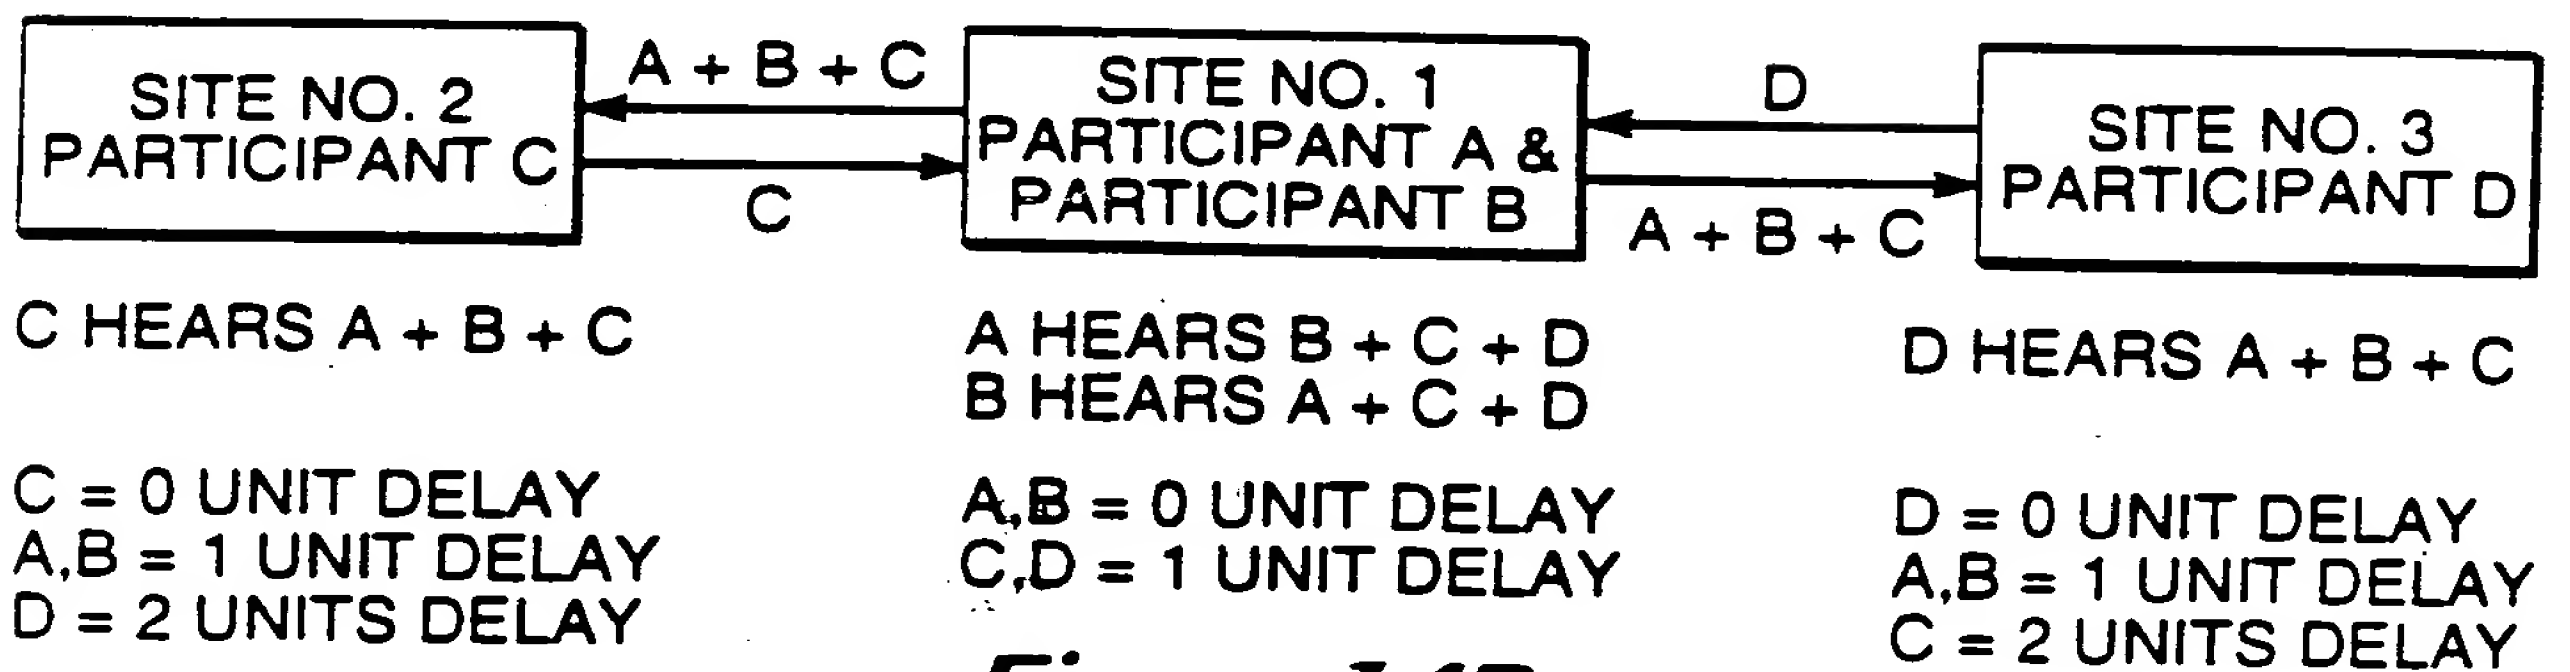 SITE NO. 2
PARTICIPANT C
A + B + C
C
SITE NO. 1
PARTICIPANT A &
PARTICIPANT B
D
A + B + C
SITE NO. 3
PARTICIPANT D
C HEARS A + B + C
A HEARS B + C + D
B HEARS A + C + D
D HEARS A + B + C
C = 0 UNIT DELAY
A,B = 1 UNIT DELAY
D = 2 UNITS DELAY
A,B = 0 UNIT DELAY
C,D = 1 UNIT DELAY
D = 0 UNIT DELAY
A,B = 1 UNIT DELAY
C = 2 UNITS DELAY